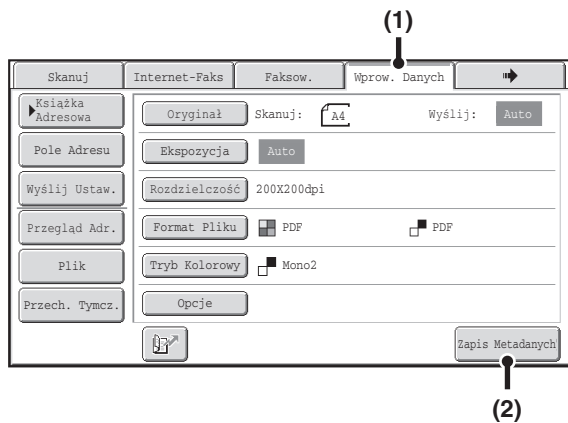 (1)
Skanuj Internet-Faks Faksow. Wprow. Danych
Książka
Adresowa
Oryginał Skanuj: A4 Wyślij: Auto
Pole Adresu Ekspozycja Auto
Wyślij Ustaw. Rozdzielczość 200X200dpi
Przegląd Adr. Format Pliku PDF PDF
Plik Tryb Kolorowy Mono2
Przech. Tymcz. Opcje
Zapis Metadanych
(2)